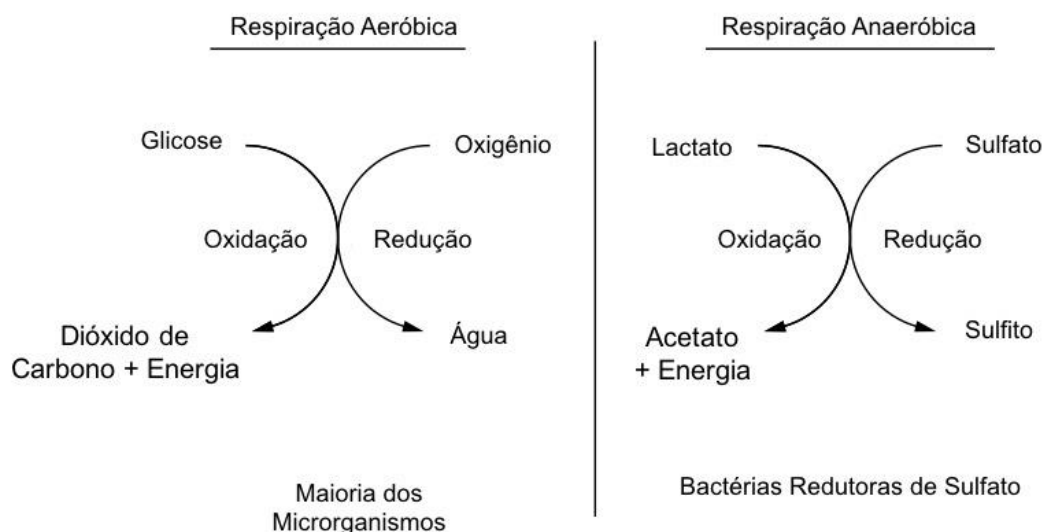 Respiração Aeróbica
Glicose
Oxigênio
Oxidação
Redução
Dióxido de
Carbono + Energia
Água
Maioria dos
Microrganismos
Respiração Anaeróbica
Lactato
Sulfato
Oxidação
Redução
Acetato
+ Energia
Sulfito
Bactérias Redutoras de Sulfato